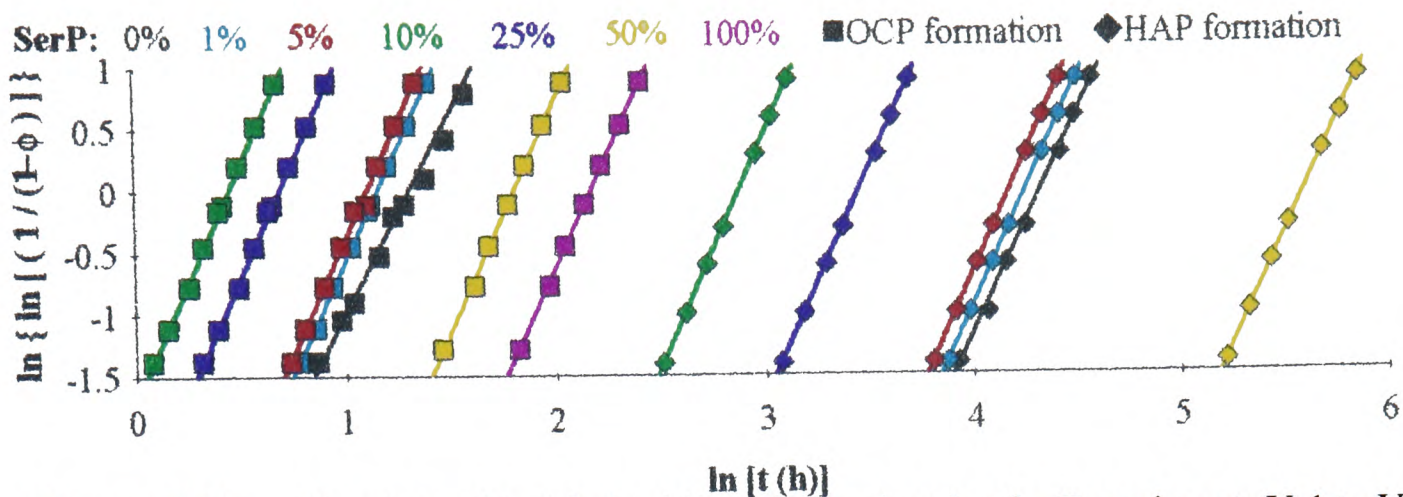 SerP: 0% 1% 5% 10% 25% 50% 100% OCP formation HAP formation
ln { ln [ ( 1 / (1-ϕ) ) ] }
1
0.5
0
-0.5
-1
-1.5
0 1 2 3 4 5 6
ln [t (h)]